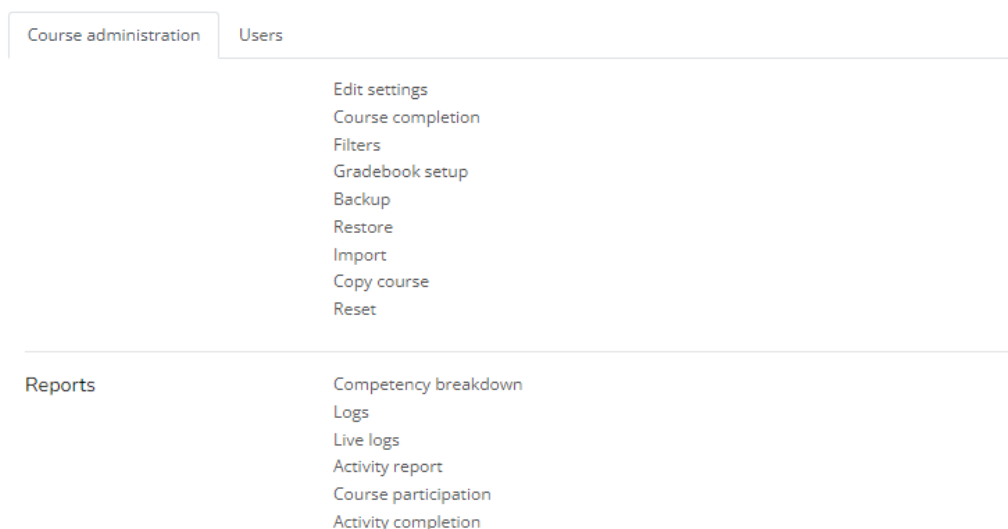 Course administration
Users
Edit settings
Course completion
Filters
Gradebook setup
Backup
Restore
Import
Copy course
Reset
Reports
Competency breakdown
Logs
Live logs
Activity report
Course participation
Activity completion